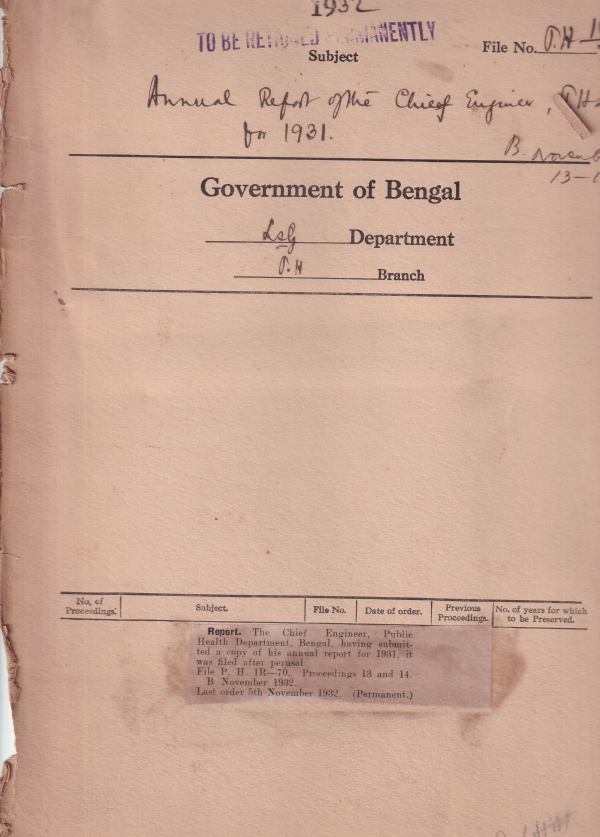 1932
TO BE RETAINED PERMANENTLY
Subject
File No. P.H
Annual Report of the Chief Engineer,
for 1931.
B. Novemb
13-1
Government of Bengal
LSG Department
P.H Branch
No. of Proceedings. Subject. File No. Date of order. Previous Proceedings. No. of years for which to be Preserved.
Report. The Chief Engineer, Public
Health Department, Bengal, having submit-
ted a copy of his annual report for 1931, it
was filed after perusal.
File P. H. 1R—70. Proceedings 13 and 14.
B November 1932.
Last order 5th November 1932. (Permanent.)